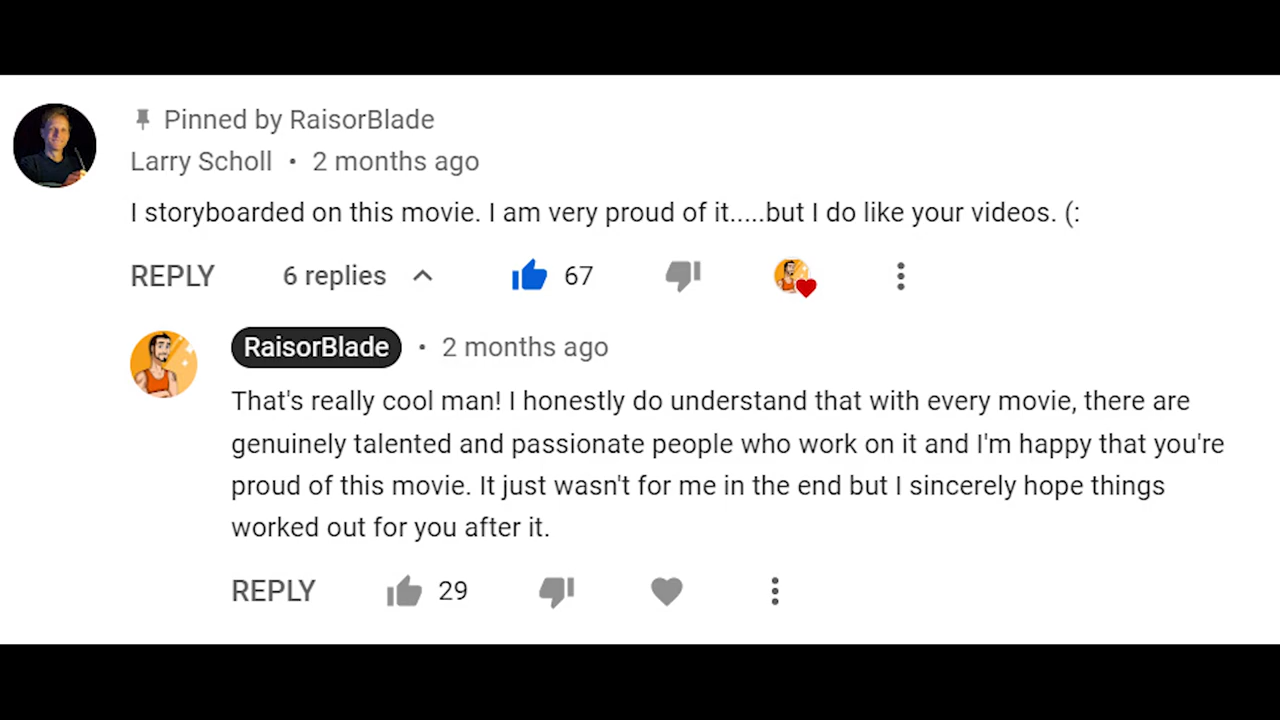 Pinned by RaisorBlade
Larry Scholl • 2 months ago
I storyboarded on this movie. I am very proud of it.....but I do like your videos. (:
REPLY 6 replies 67
RaisorBlade • 2 months ago
That's really cool man! I honestly do understand that with every movie, there are
genuinely talented and passionate people who work on it and I'm happy that you're
proud of this movie. It just wasn't for me in the end but I sincerely hope things
worked out for you after it.
REPLY 29